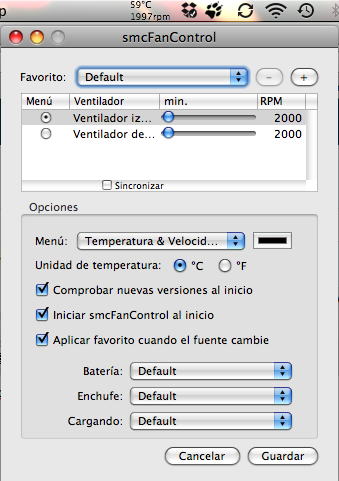 59°C
1997rpm
smcFanControl
Favorito: Default
Menú Ventilador min. RPM
Ventilador iz... 2000
Ventilador de... 2000
Sincronizar
Opciones
Menú: Temperatura & Velocid...
Unidad de temperatura: °C °F
Comprobar nuevas versiones al inicio
Iniciar smcFanControl al inicio
Aplicar favorito cuando el fuente cambie
Batería: Default
Enchufe: Default
Cargando: Default
Cancelar Guardar